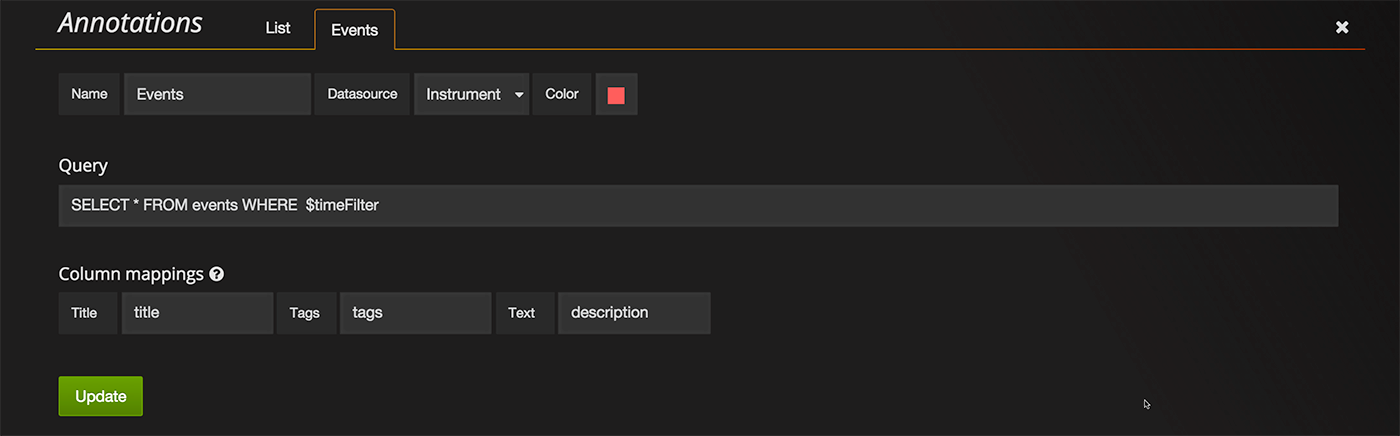 Annotations List Events
Name Events Datasource Instrument Color
Query
SELECT * FROM events WHERE  $timeFilter
Column mappings
Title title Tags tags Text description
Update